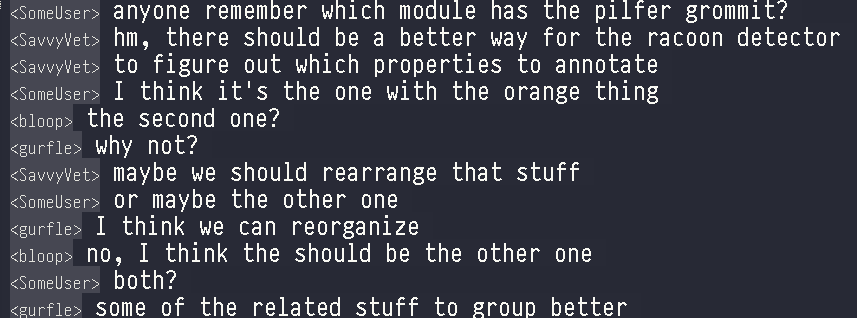 <SomeUser> anyone remember which module has the pilfer grommit?
<SavvyVet> hm, there should be a better way for the racoon detector
<SavvyVet> to figure out which properties to annotate
<SomeUser> I think it's the one with the orange thing
<bloop> the second one?
<gurfle> why not?
<SavvyVet> maybe we should rearrange that stuff
<SomeUser> or maybe the other one
<gurfle> I think we can reorganize
<bloop> no, I think the should be the other one
<SomeUser> both?
<gurfle> some of the related stuff to group better